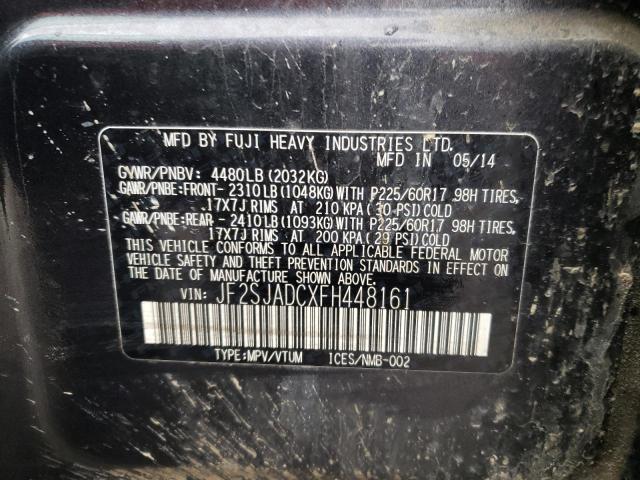 MFD BY FUJI HEAVY INDUSTRIES LTD.
MFD IN 05/14
GVWR/PNBV: 4480LB(2032KG)
GAWR/PNBE:FRONT-2310LB(1048KG)WITH P225/60R17 98H TIRES,
17X7J RIMS AT 210 KPA(30 PSI)COLD
GAWR/PNBE:REAR -2410LB(1093KG)WITH P225/60R17 98H TIRES,
17X7J RIMS AT 200 KPA(29 PSI)COLD
THIS VEHICLE CONFORMS TO ALL APPLICABLE FEDERAL MOTOR
VEHICLE SAFETY AND THEFT PREVENTION STANDARDS IN EFFECT
ON THE DATE OF MANUFACTURE SHOWN ABOVE.
VIN: JF2SJADCXFH448161
TYPE:MPV/VTUM ICES/NMB-002